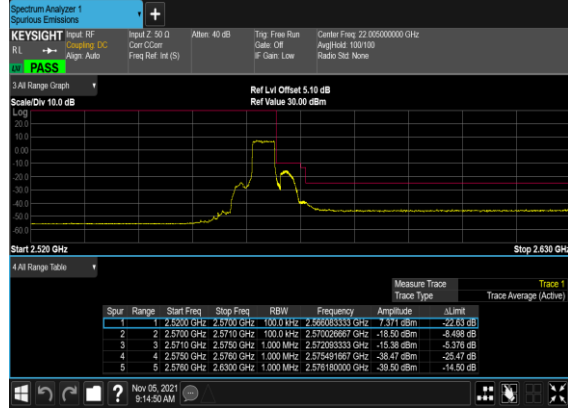 Spectrum Analyzer 1
Spurious Emissions
+
KEYSIGHT Input: RF Input Z: 50 Ω Atten: 40 dB Trig: Free Run Center Freq: 22.005000000 GHz
RL Coupling: DC Corr CCorr Gate: Off Avg|Hold: 100/100
Align: Auto Freq Ref: Int (S) IF Gain: Low Radio Std: None
PASS
3 All Range Graph Ref Lvl Offset 5.10 dB
Scale/Div 10.0 dB Ref Value 30.00 dBm
Log
20.0
10.0
0.00
-10.0
-20.0
-30.0
-40.0
-50.0
-60.0
Start 2.520 GHz Stop 2.630 GHz
4 All Range Table
Measure Trace Trace 1
Trace Type Trace Average (Active)
Spur Range Start Freq Stop Freq RBW Frequency Amplitude ΔLimit
1 1 2.5200 GHz 2.5700 GHz 100.0 kHz 2.566083333 GHz 7.371 dBm -22.63 dB
2 2 2.5700 GHz 2.5710 GHz 100.0 kHz 2.570026667 GHz -18.50 dBm -8.498 dB
3 3 2.5710 GHz 2.5750 GHz 1.000 MHz 2.572093333 GHz -15.38 dBm -5.376 dB
4 4 2.5750 GHz 2.5760 GHz 1.000 MHz 2.575491667 GHz -38.47 dBm -25.47 dB
5 5 2.5760 GHz 2.6300 GHz 1.000 MHz 2.576180000 GHz -39.50 dBm -14.50 dB
? Nov 05, 2021
9:14:50 AM